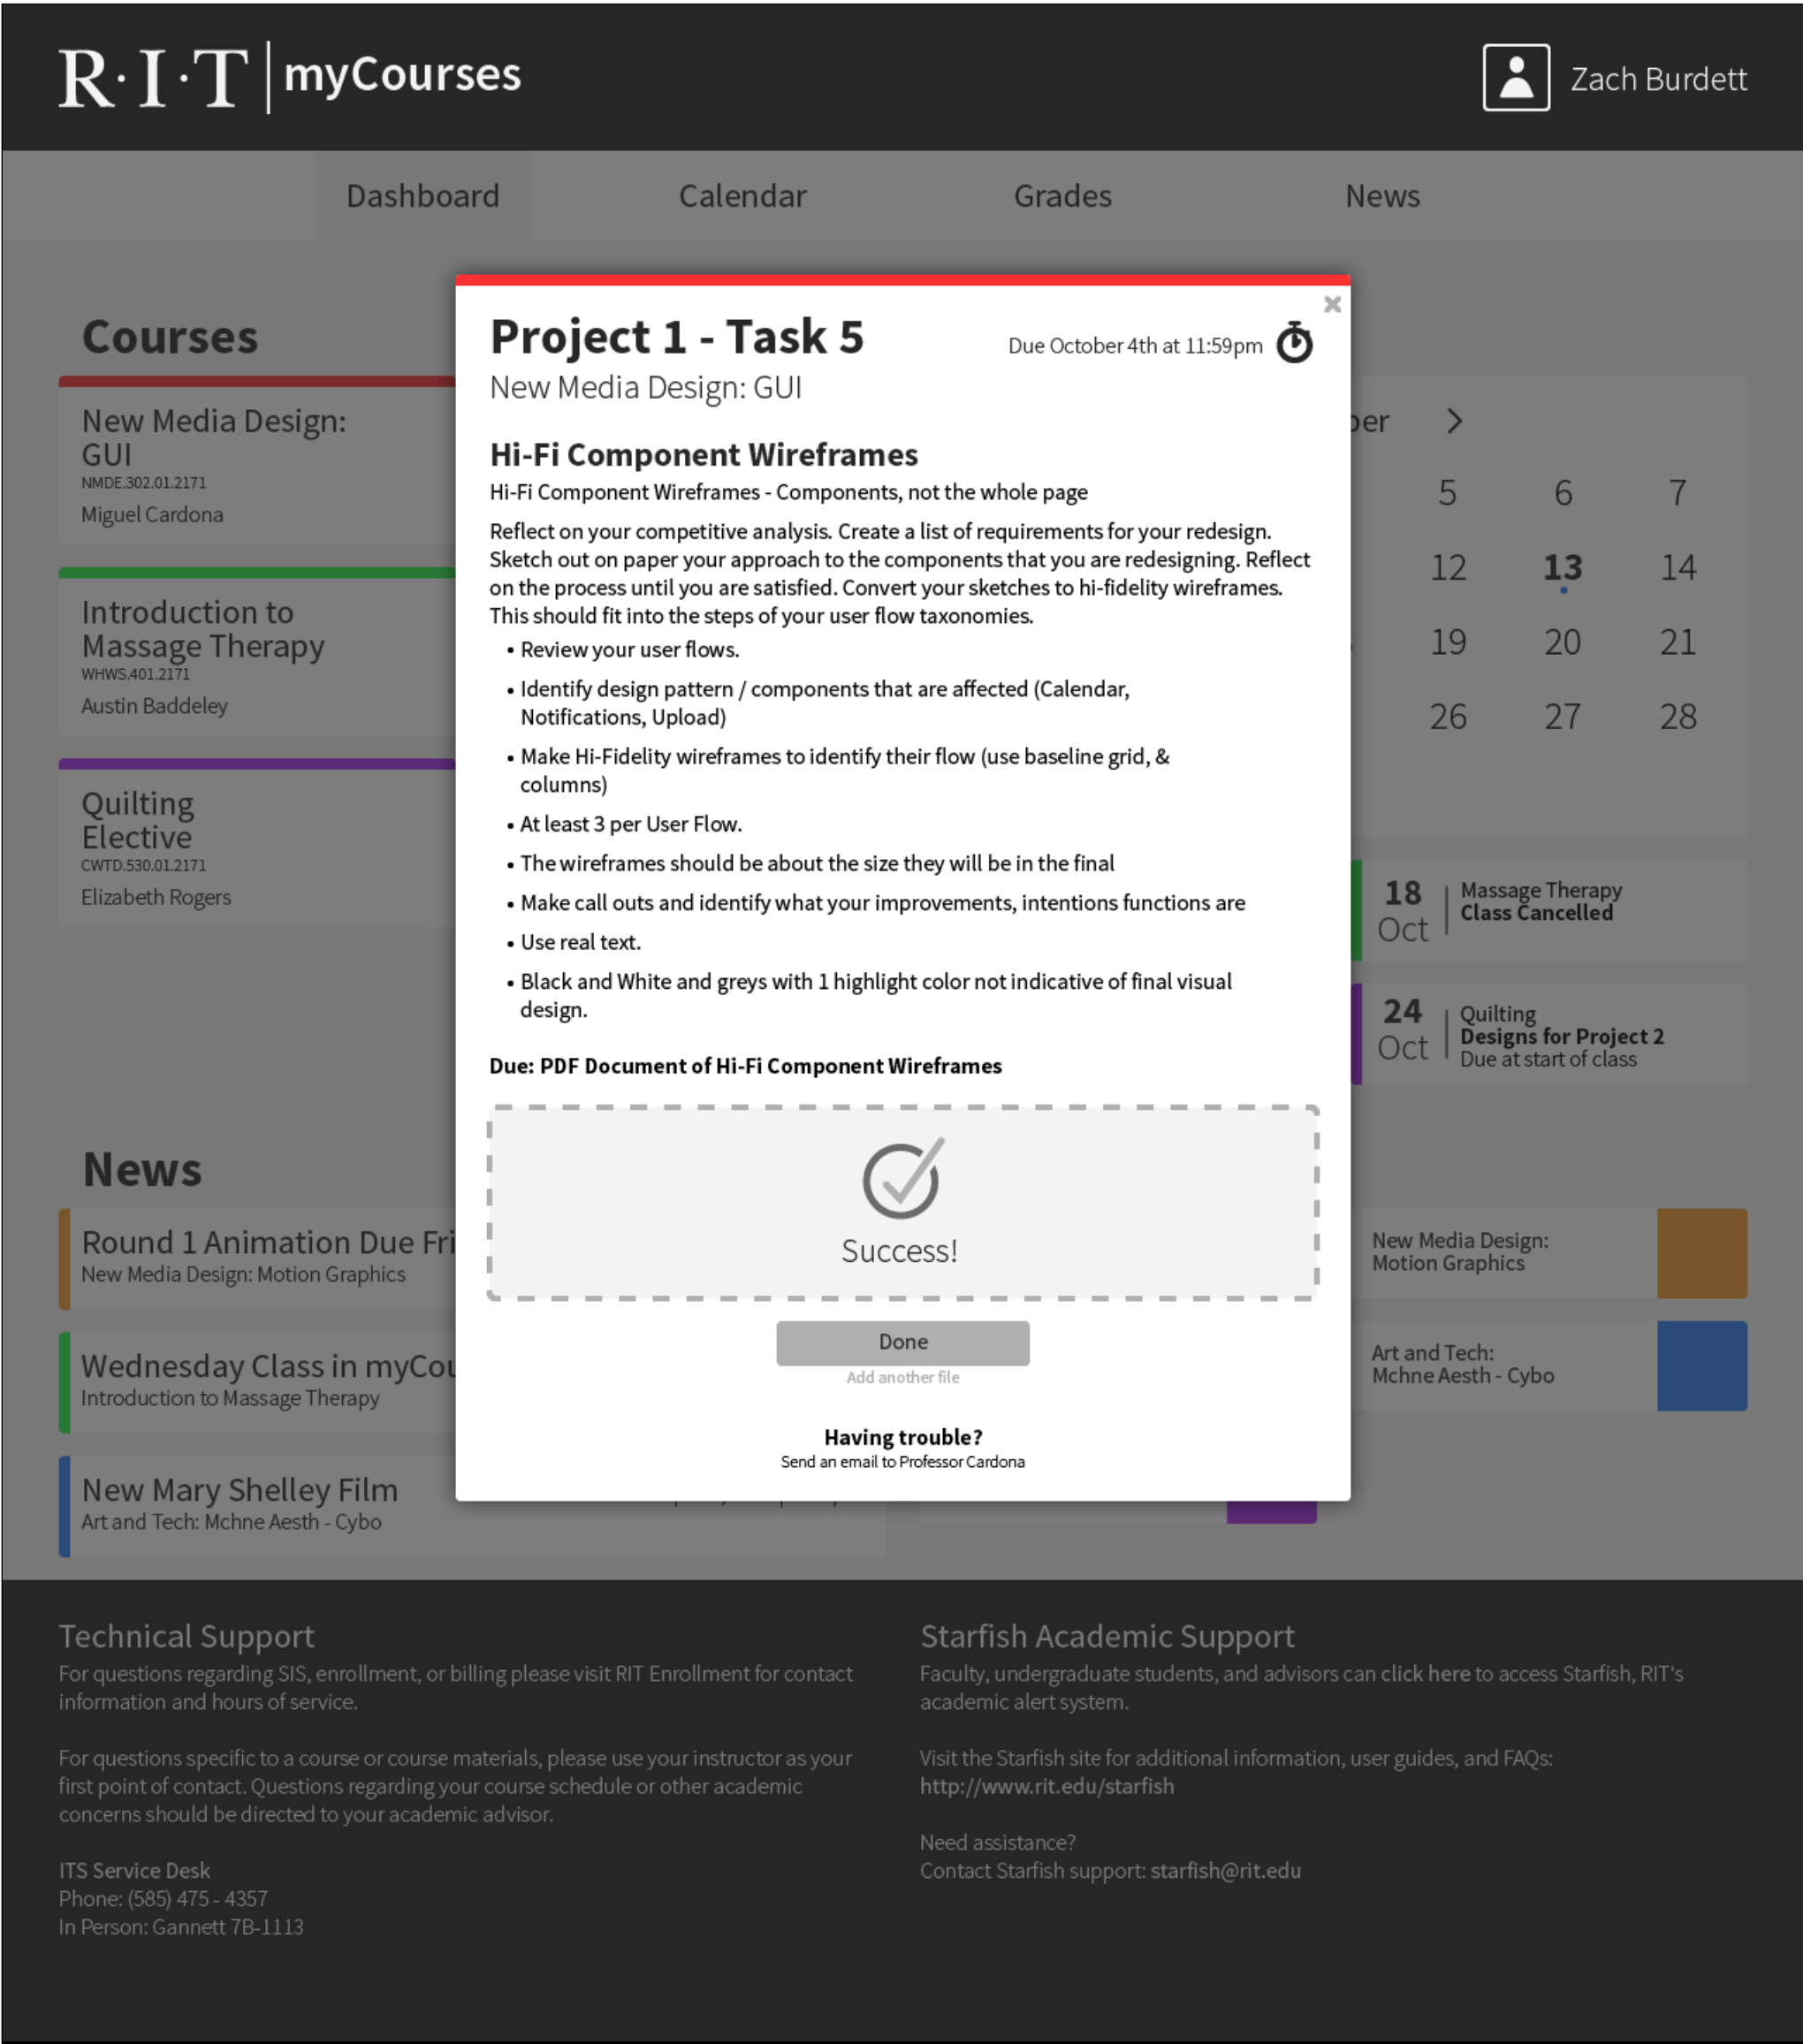 R·I·T myCourses
Zach Burdett
Dashboard
Calendar
Grades
News
Courses
New Media Design:
GUI
NMDE.302.01.2171
Miguel Cardona
Introduction to
Massage Therapy
WHWS.401.2171
Austin Baddeley
Quilting
Elective
CWTD.530.01.2171
Elizabeth Rogers
Project 1 - Task 5
Due October 4th at 11:59pm
New Media Design: GUI
Hi-Fi Component Wireframes
Hi-Fi Component Wireframes - Components, not the whole page
Reflect on your competitive analysis. Create a list of requirements for your redesign.
Sketch out on paper your approach to the components that you are redesigning. Reflect
on the process until you are satisfied. Convert your sketches to hi-fidelity wireframes.
This should fit into the steps of your user flow taxonomies.
• Review your user flows.
• Identify design pattern / components that are affected (Calendar,
Notifications, Upload)
• Make Hi-Fidelity wireframes to identify their flow (use baseline grid, &
columns)
• At least 3 per User Flow.
• The wireframes should be about the size they will be in the final
• Make call outs and identify what your improvements, intentions functions are
• Use real text.
• Black and White and greys with 1 highlight color not indicative of final visual
design.
Due: PDF Document of Hi-Fi Component Wireframes
Success!
Done
Add another file
Having trouble?
Send an email to Professor Cardona
ber
5 6 7
12 13 14
19 20 21
26 27 28
18
Oct
Massage Therapy
Class Cancelled
24
Oct
Quilting
Designs for Project 2
Due at start of class
News
Round 1 Animation Due Fri
New Media Design: Motion Graphics
Wednesday Class in myCou
Introduction to Massage Therapy
New Mary Shelley Film
Art and Tech: Mchne Aesth - Cybo
New Media Design:
Motion Graphics
Art and Tech:
Mchne Aesth - Cybo
Technical Support
For questions regarding SIS, enrollment, or billing please visit RIT Enrollment for contact
information and hours of service.
For questions specific to a course or course materials, please use your instructor as your
first point of contact. Questions regarding your course schedule or other academic
concerns should be directed to your academic advisor.
ITS Service Desk
Phone: (585) 475 - 4357
In Person: Gannett 7B-1113
Starfish Academic Support
Faculty, undergraduate students, and advisors can click here to access Starfish, RIT's
academic alert system.
Visit the Starfish site for additional information, user guides, and FAQs:
http://www.rit.edu/starfish
Need assistance?
Contact Starfish support: starfish@rit.edu